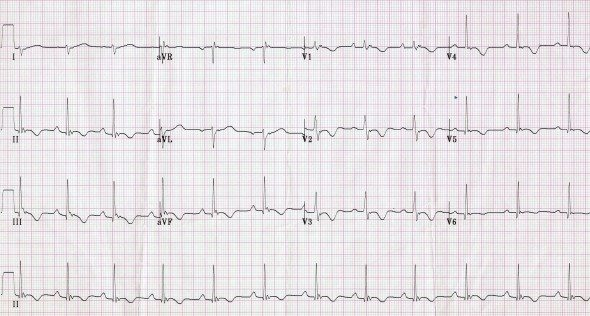 I aVR V1 V4
II aVL V2 V5
III aVF V3 V6
II